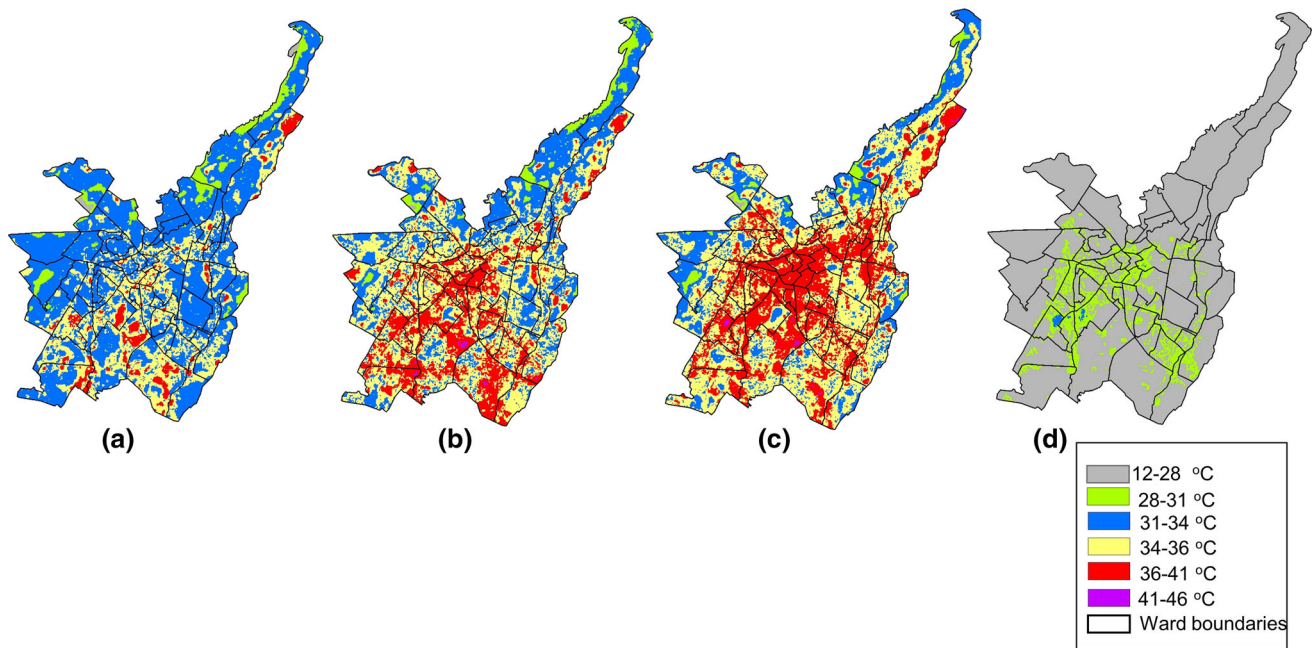 (a) (b) (c) (d)
12-28 °C
28-31 °C
31-34 °C
34-36 °C
36-41 °C
41-46 °C
Ward boundaries